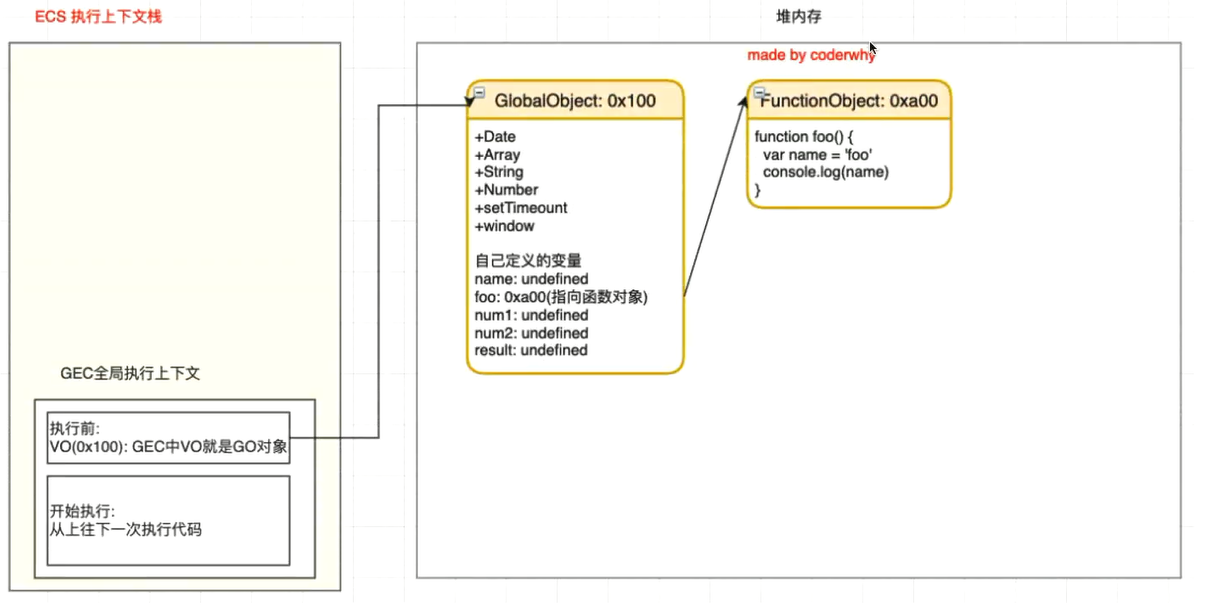 ECS 执行上下文栈
堆内存
made by coderwhy
GlobalObject: 0x100
+Date
+Array
+String
+Number
+setTimeount
+window
自己定义的变量
name: undefined
foo: 0xa00(指向函数对象)
num1: undefined
num2: undefined
result: undefined
FunctionObject: 0xa00
function foo() {
var name = 'foo'
console.log(name)
}
GEC全局执行上下文
执行前:
VO(0x100): GEC中VO就是GO对象
开始执行:
从上往下一次执行代码